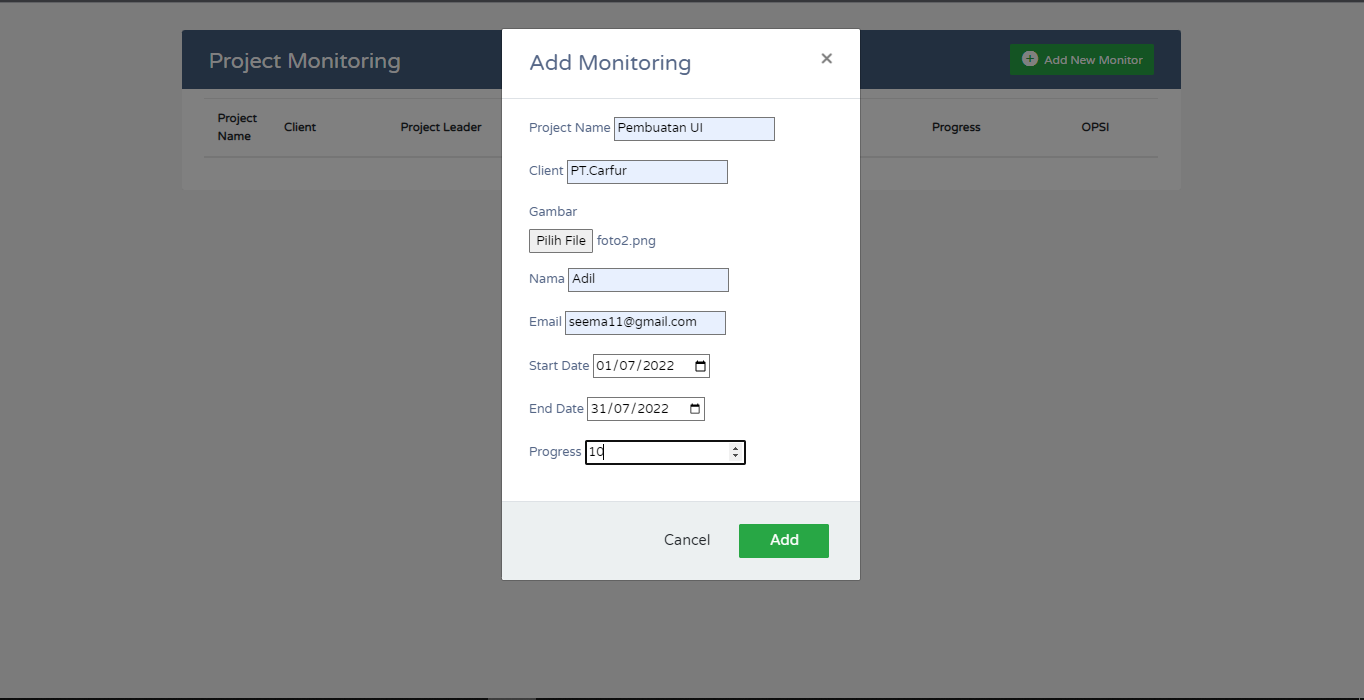 Project Monitoring
Add New Monitor
Project Name
Client
Project Leader
Progress
OPSI
Add Monitoring
×
Project Name Pembuatan UI
Client PT.Carfur
Gambar
Pilih File foto2.png
Nama Adil
Email seema11@gmail.com
Start Date 01/07/2022
End Date 31/07/2022
Progress 10
Cancel
Add